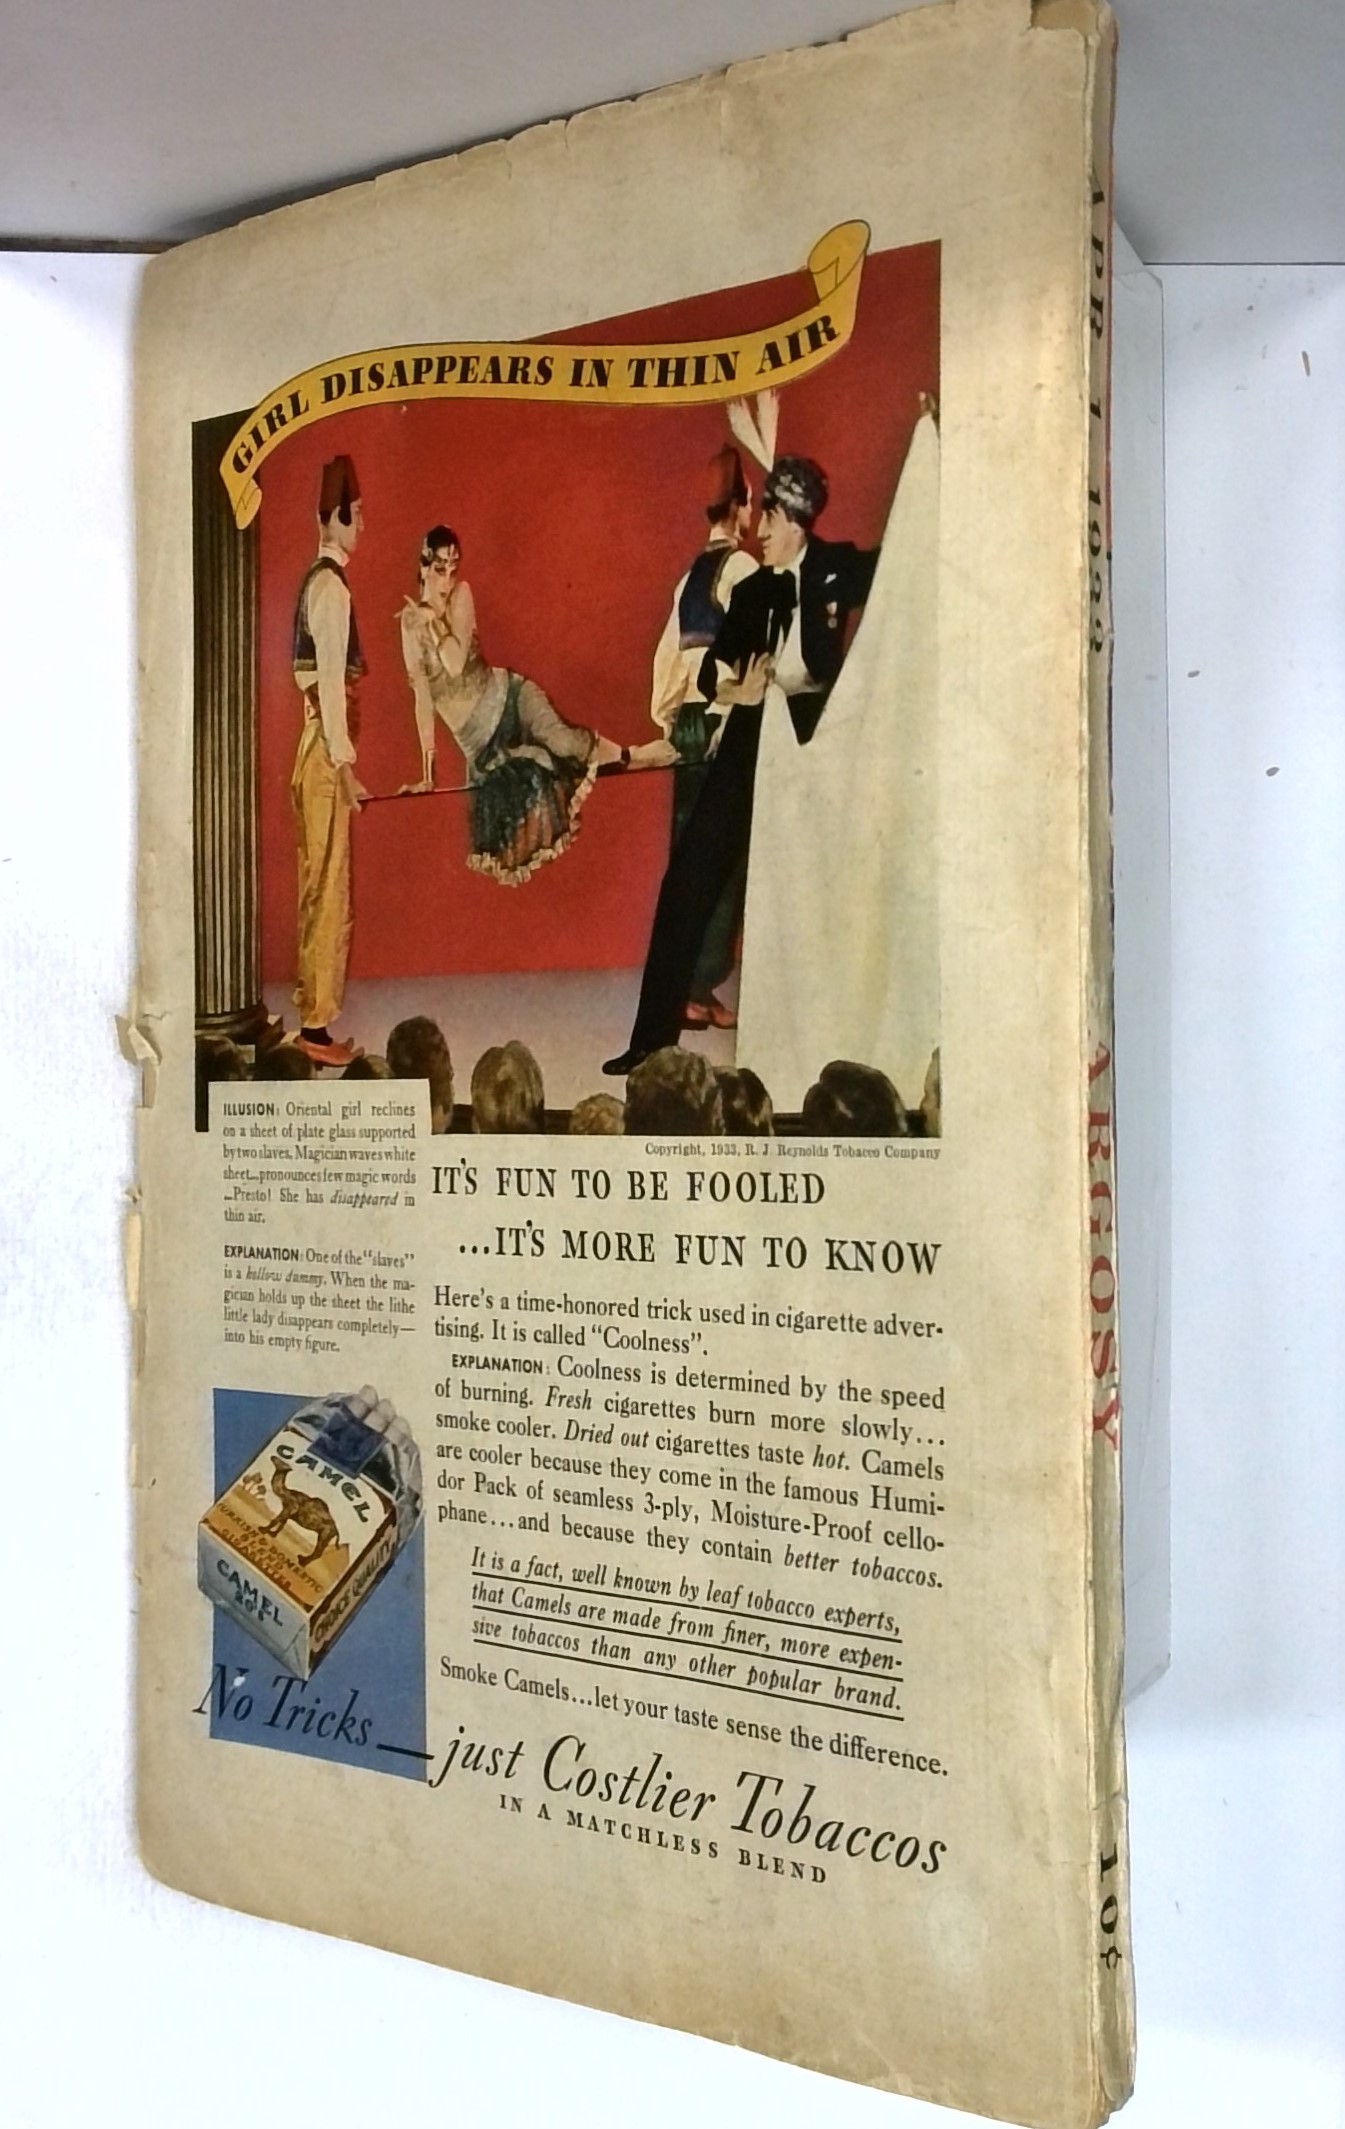 GIRL DISAPPEARS IN THIN AIR
ILLUSION: Oriental girl reclines
on a sheet of plate glass supported
by two slaves. Magician waves white
sheet...pronounces few magic words
...Presto! She has disappeared in
thin air.
EXPLANATION: One of the "slaves"
is a hollow dummy. When the ma-
gician holds up the sheet the lithe
little lady disappears completely—
into his empty figure.
Copyright, 1933, R. J. Reynolds Tobacco Company
IT'S FUN TO BE FOOLED
...IT'S MORE FUN TO KNOW
Here's a time-honored trick used in cigarette adver-
tising. It is called "Coolness".
EXPLANATION: Coolness is determined by the speed
of burning. Fresh cigarettes burn more slowly...
smoke cooler. Dried out cigarettes taste hot. Camels
are cooler because they come in the famous Humi-
dor Pack of seamless 3-ply, Moisture-Proof cello-
phane...and because they contain better tobaccos.
It is a fact, well known by leaf tobacco experts,
that Camels are made from finer, more expen-
sive tobaccos than any other popular brand.
Smoke Camels...let your taste sense the difference.
CAMEL
TURKISH & DOMESTIC
BLEND
CIGARETTES
CHOICE QUALITY
CAMEL
20's
No Tricks—just Costlier Tobaccos
IN A MATCHLESS BLEND
APR. 1 1933
ARGOSY
10¢